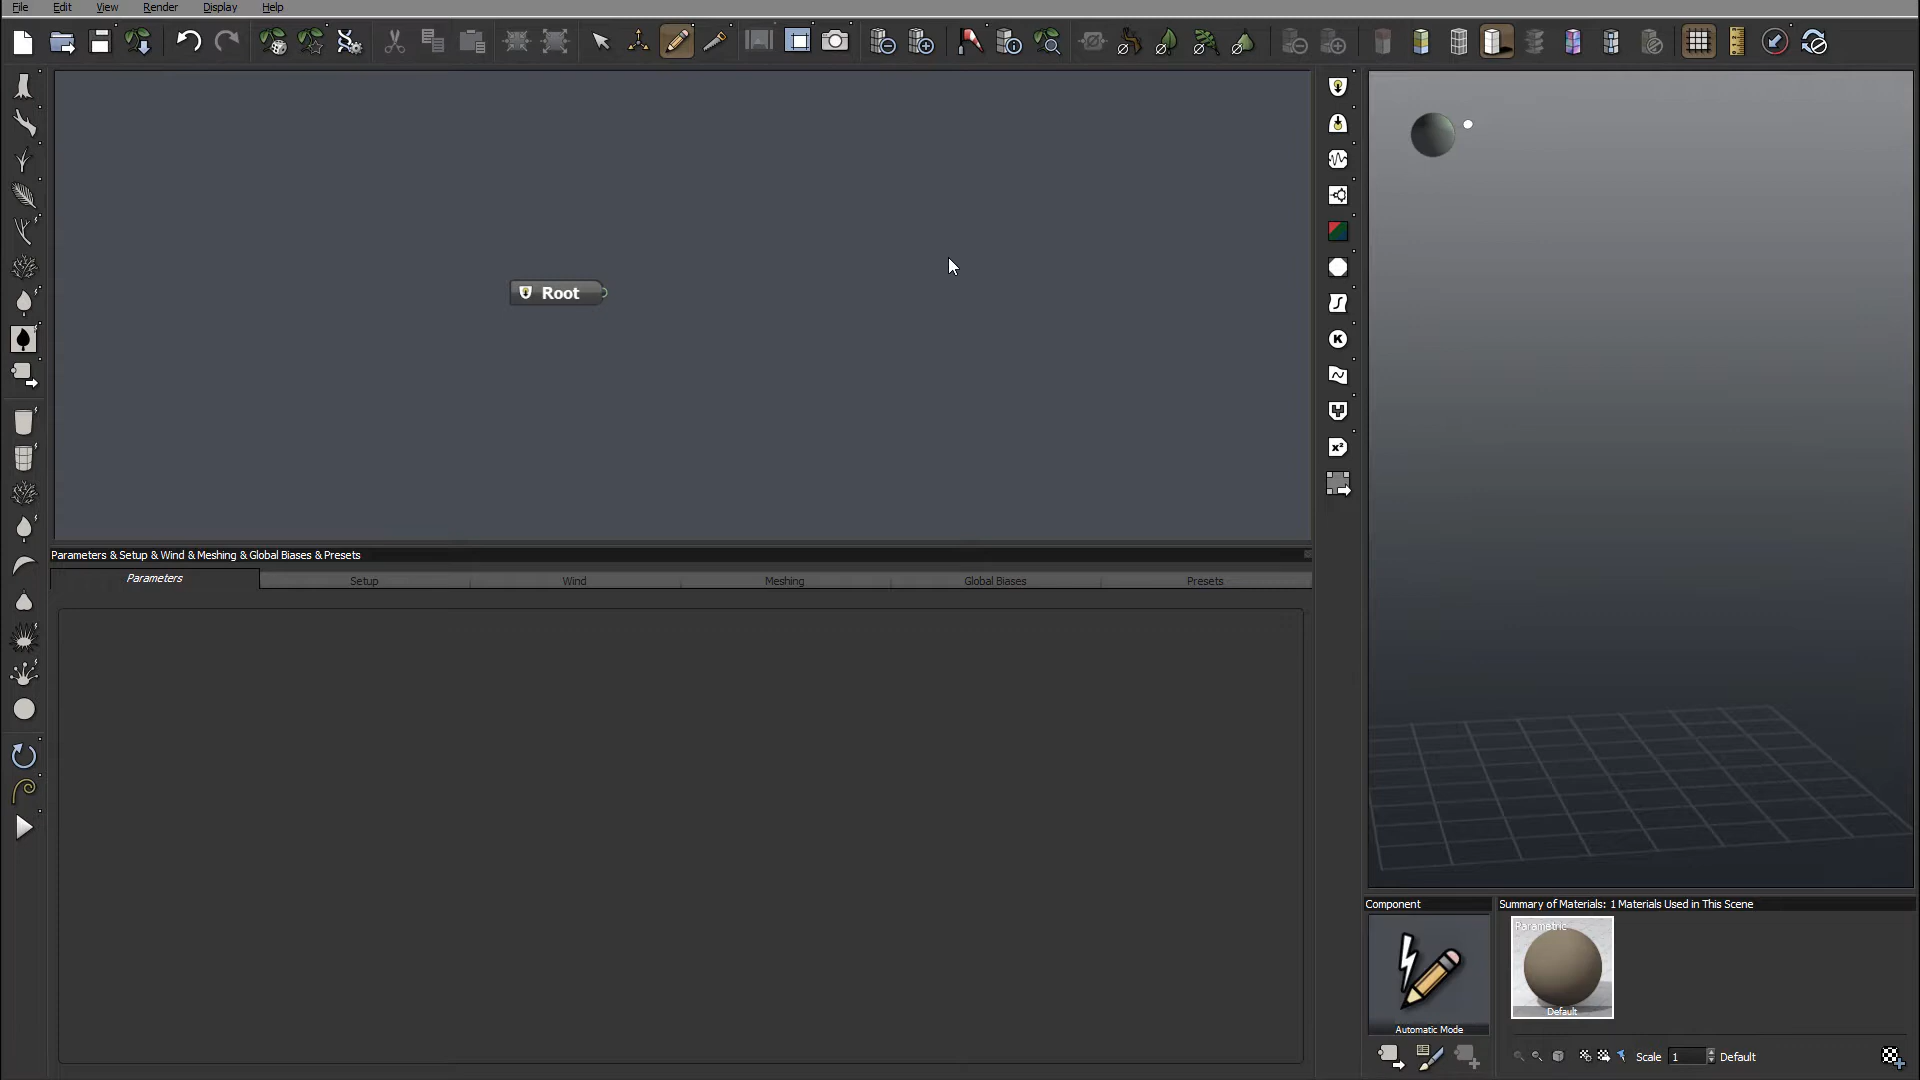 File Edit View Render Display Help
Root
K
x²
Parameters & Setup & Wind & Meshing & Global Biases & Presets
Parameters Setup Wind Meshing Global Biases Presets
Component
Summary of Materials: 1 Materials Used in This Scene
Parametric
Default
Automatic Mode
Scale 1 Default